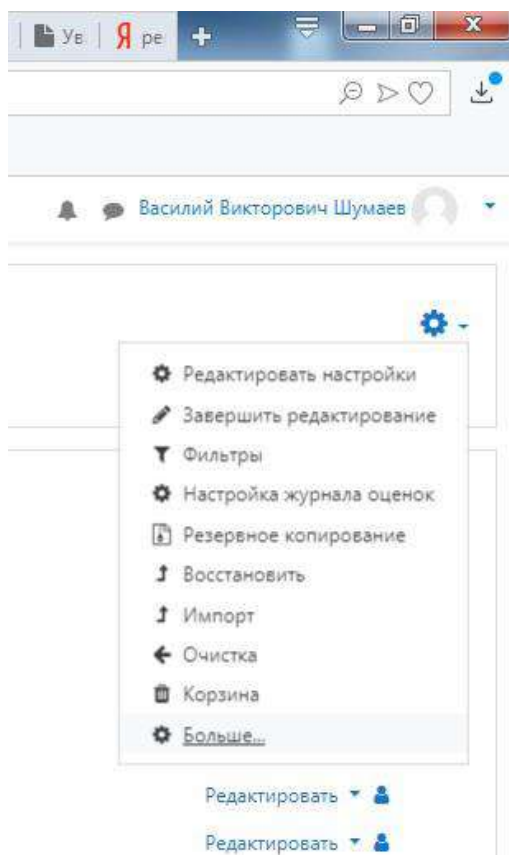 Ув Я ре
Василий Викторович Шумаев
Редактировать настройки
Завершить редактирование
Фильтры
Настройка журнала оценок
Резервное копирование
Восстановить
Импорт
Очистка
Корзина
Больше...
Редактировать
Редактировать